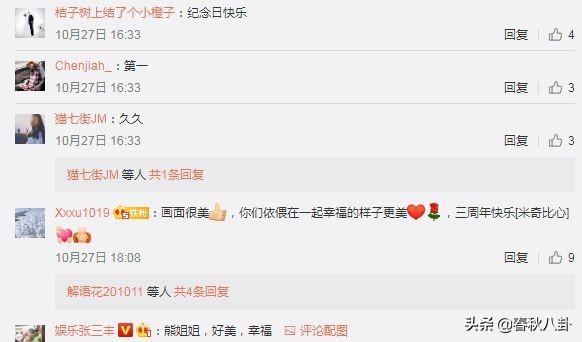 桔子树上结了个小橙子：纪念日快乐
10月27日 16:33
回复
4
Chenjiah_：第一
10月27日 16:33
回复
3
猫七街JM：久久
10月27日 16:33
回复
3
猫七街JM 等人 共1条回复
Xxxu1019 铁粉：画面很美，你们依偎在一起幸福的样子更美，三周年快乐[米奇比心]
10月27日 18:08
回复
9
解语花201011 等人 共4条回复
娱乐张三丰：熊姐姐，好美，幸福 评论配图
头条 @春秋八卦